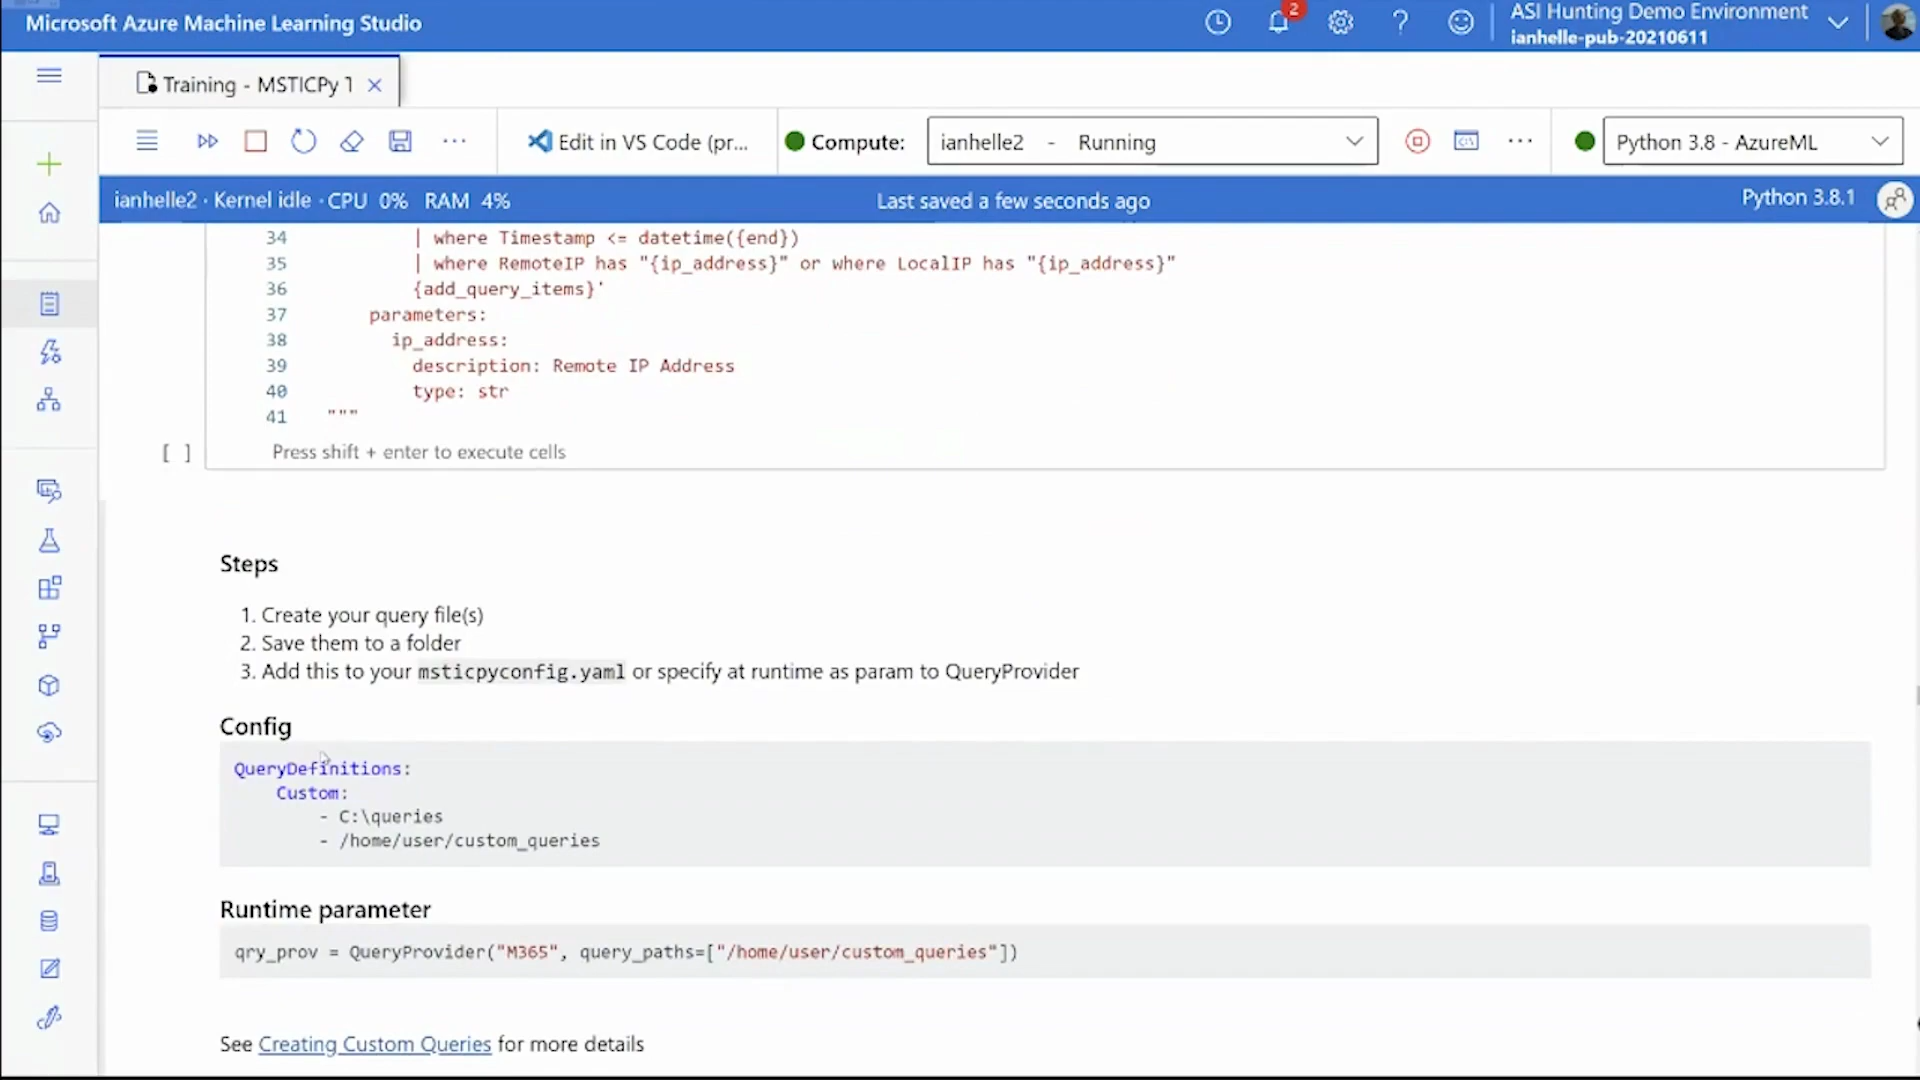 Microsoft Azure Machine Learning Studio
2
ASI Hunting Demo Environment
ianhelle-pub-20210611
Training - MSTICPy 1
Edit in VS Code (pr...
Compute:
ianhelle2 - Running
Python 3.8 - AzureML
ianhelle2 · Kernel idle · CPU 0% RAM 4%
Last saved a few seconds ago
Python 3.8.1
34 | where Timestamp <= datetime({end})
35 | where RemoteIP has "{ip_address}" or where LocalIP has "{ip_address}"
36 {add_query_items}'
37 parameters:
38 ip_address:
39 description: Remote IP Address
40 type: str
41 """
[ ] Press shift + enter to execute cells
Steps
1. Create your query file(s)
2. Save them to a folder
3. Add this to your msticpyconfig.yaml or specify at runtime as param to QueryProvider
Config
QueryDefinitions:
Custom:
- C:\queries
- /home/user/custom_queries
Runtime parameter
qry_prov = QueryProvider("M365", query_paths=["/home/user/custom_queries"])
See Creating Custom Queries for more details